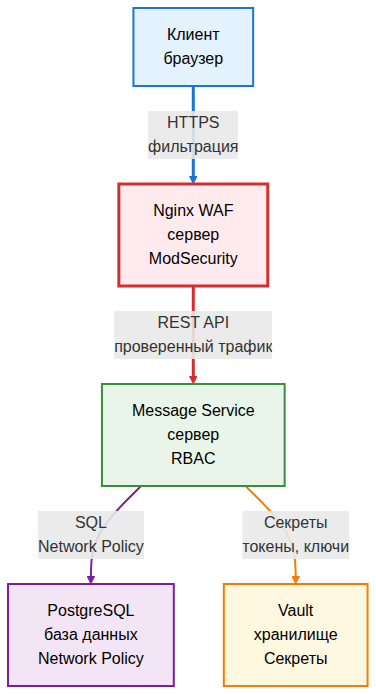 Клиент
браузер
HTTPS
фильтрация
Nginx WAF
сервер
ModSecurity
REST API
проверенный трафик
Message Service
сервер
RBAC
SQL
Network Policy
Секреты
токены, ключи
PostgreSQL
база данных
Network Policy
Vault
хранилище
Секреты